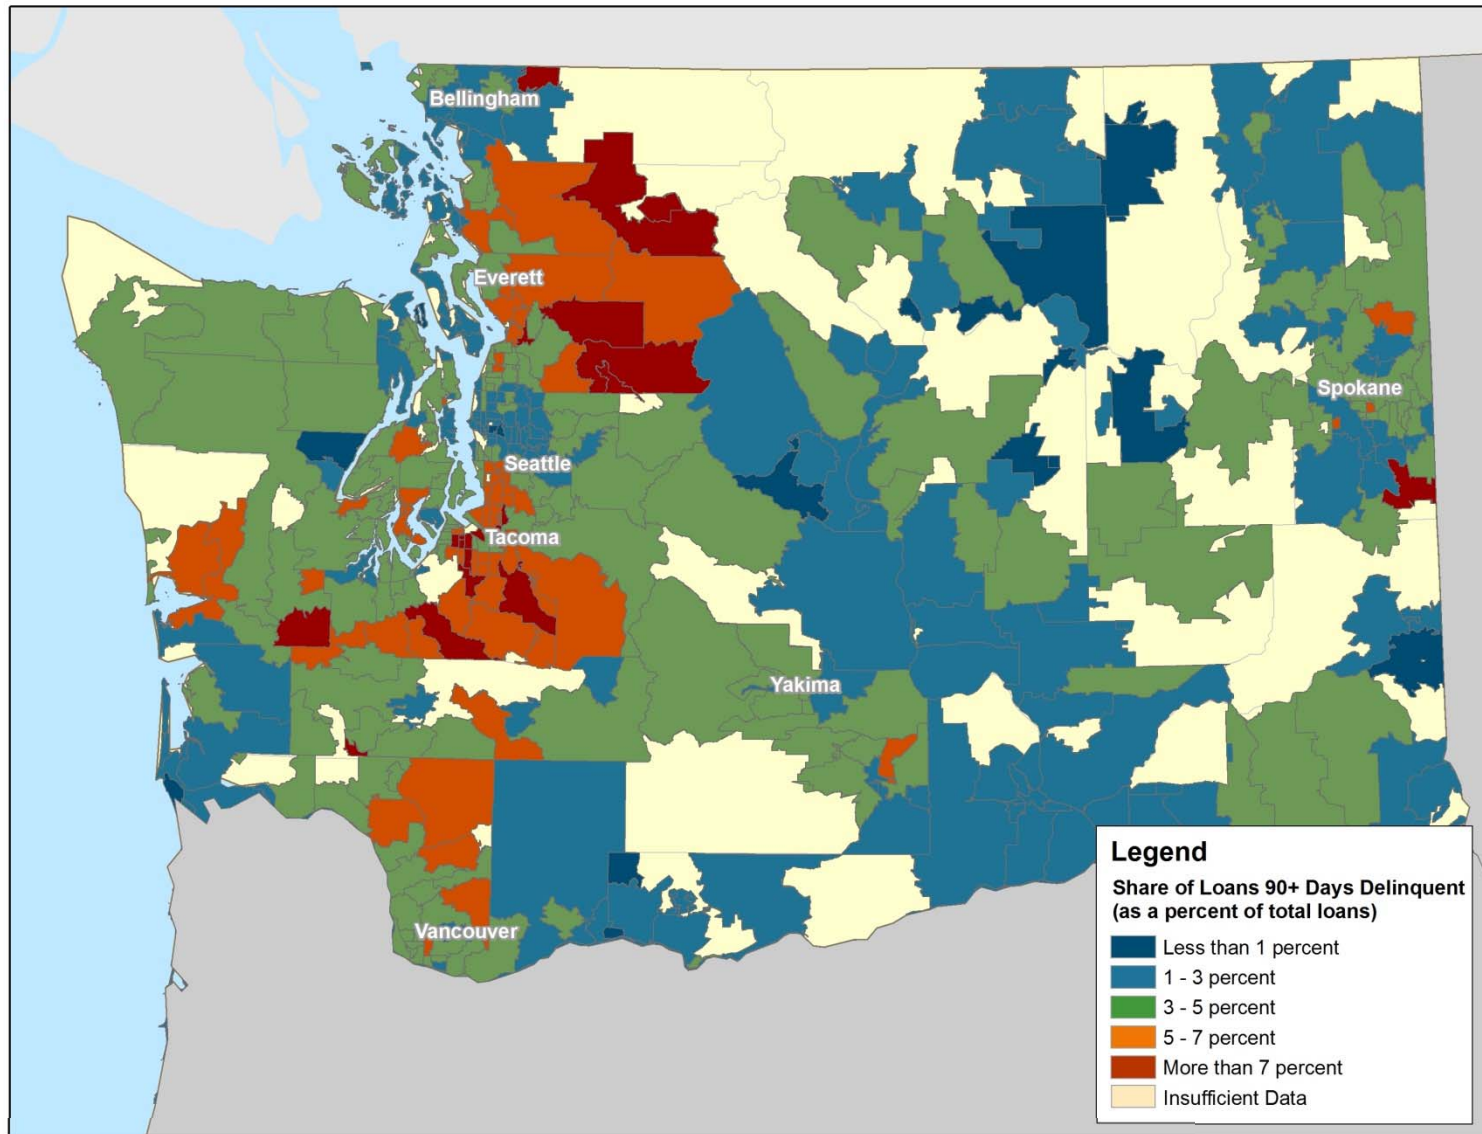 Bellingham
Everett
Spokane
Seattle
Tacoma
Yakima
Vancouver
Legend
Share of Loans 90+ Days Delinquent
(as a percent of total loans)
Less than 1 percent
1 - 3 percent
3 - 5 percent
5 - 7 percent
More than 7 percent
Insufficient Data